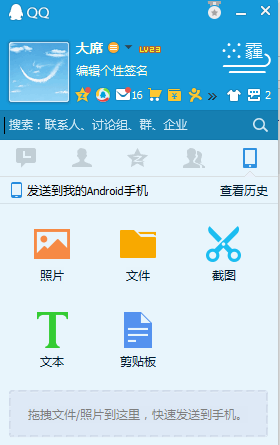 QQ
大席 LV23
霾
编辑个性签名
16
2
搜索：联系人、讨论组、群、企业
发送到我的Android手机 查看历史
照片 文件 截图
T
文本 剪贴板
拖拽文件/照片到这里，快速发送到手机。